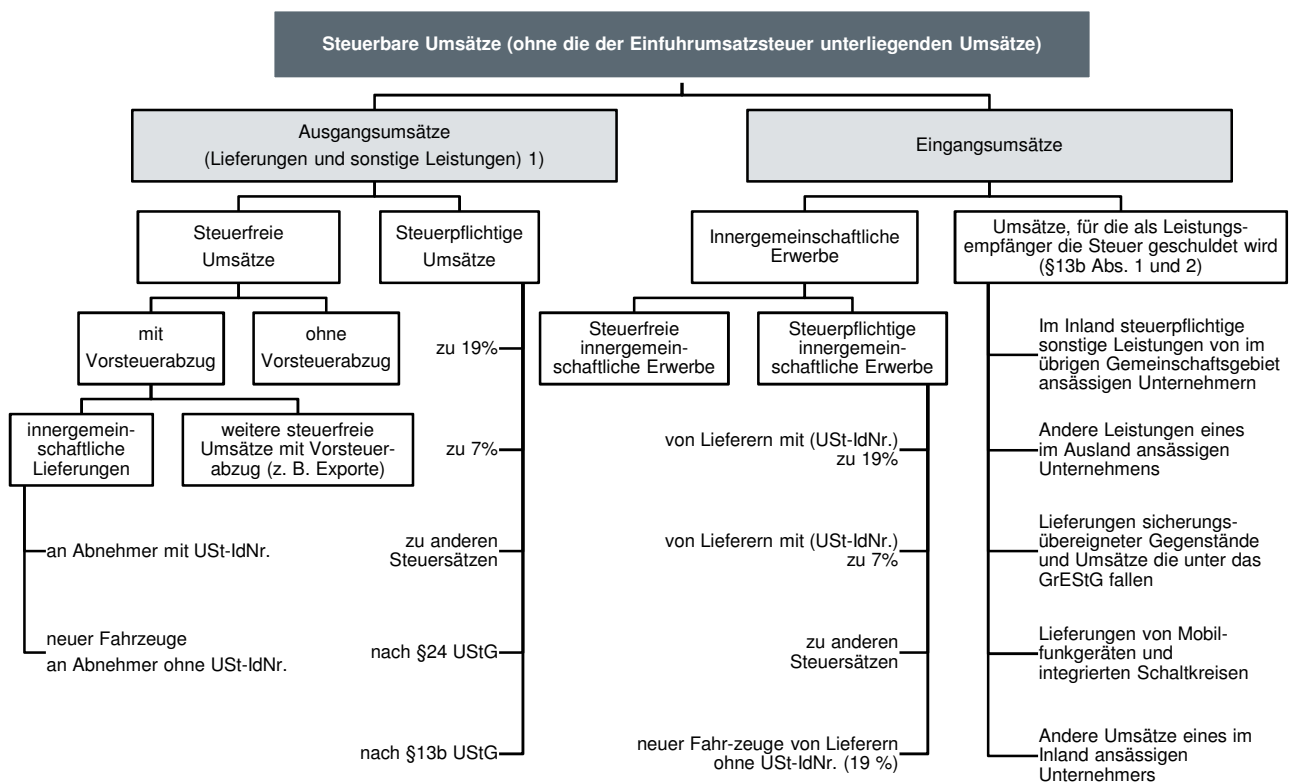 Steuerbare Umsätze (ohne die der Einfuhrumsatzsteuer unterliegenden Umsätze)
Ausgangsumsätze
(Lieferungen und sonstige Leistungen) 1)
Eingangsumsätze
Steuerfreie
Umsätze
Steuerpflichtige
Umsätze
Innergemeinschaftliche
Erwerbe
Umsätze, für die als Leistungs-
empfänger die Steuer geschuldet wird
(§13b Abs. 1 und 2)
mit
Vorsteuerabzug
ohne
Vorsteuerabzug
innergemein-
schaftliche
Lieferungen
weitere steuerfreie
Umsätze mit Vorsteuer-
abzug (z. B. Exporte)
an Abnehmer mit USt-IdNr.
neuer Fahrzeuge
an Abnehmer ohne USt-IdNr.
zu 19%
zu 7%
zu anderen
Steuersätzen
nach §24 UStG
nach §13b UStG
Steuerfreie
innergemein-
schaftliche Erwerbe
Steuerpflichtige
innergemein-
schaftliche Erwerbe
von Lieferern mit (USt-IdNr.)
zu 19%
von Lieferern mit (USt-IdNr.)
zu 7%
zu anderen
Steuersätzen
neuer Fahr-zeuge von Lieferern
ohne USt-IdNr. (19 %)
Im Inland steuerpflichtige
sonstige Leistungen von im
übrigen Gemeinschaftsgebiet
ansässigen Unternehmern
Andere Leistungen eines
im Ausland ansässigen
Unternehmens
Lieferungen sicherungs-
übereigneter Gegenstände
und Umsätze die unter das
GrEStG fallen
Lieferungen von Mobil-
funkgeräten und
integrierten Schaltkreisen
Andere Umsätze eines im
Inland ansässigen
Unternehmers